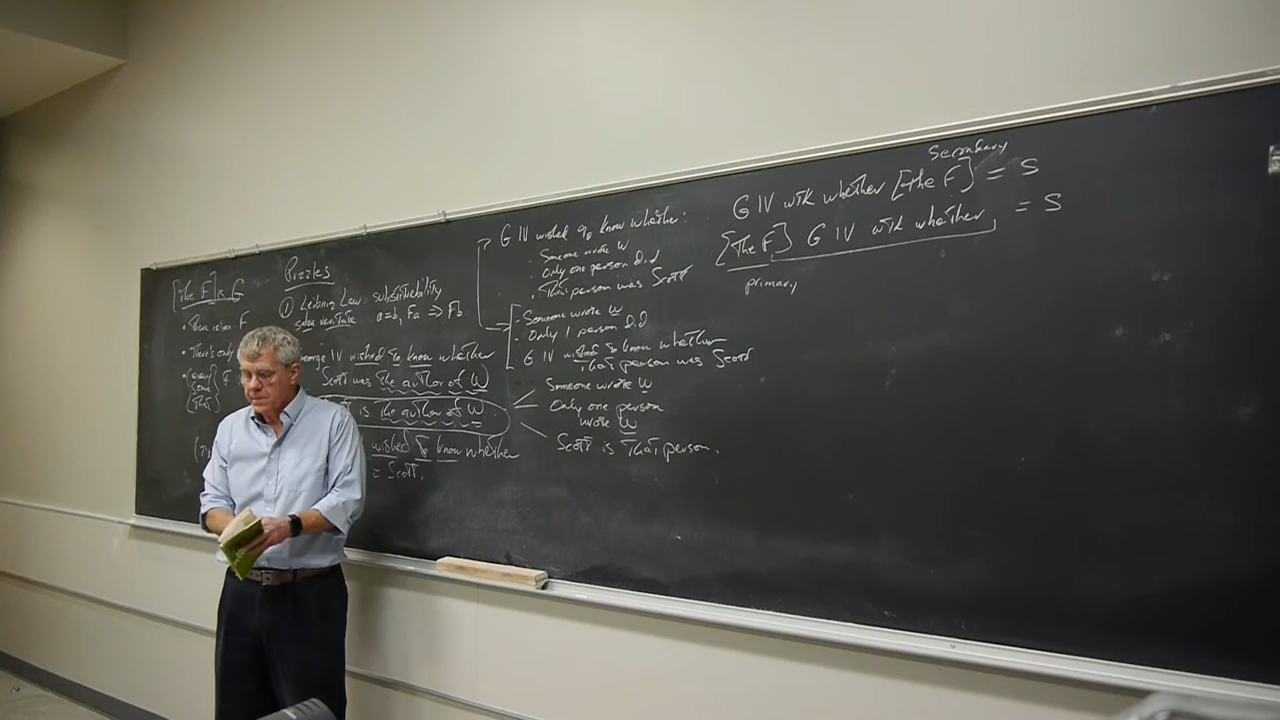 [The F] is G
There's only
Puzzles
① Leibniz Law: substitutability
salva veritate a=b, Fa => Fb
George IV wished to know whether
Scott was the author of W
is the author of W.
wished to know whether
= Scott.
G IV wished to know whether:
Someone wrote W
Only one person did
That person was Scott
Someone wrote W
Only 1 person did
G IV wished to know whether
That person was Scott
Someone wrote W
Only one person
wrote W
Scott is that person.
Secondary
G IV wtk whether [the F] = S
[The F] G IV wtk whether = S
primary